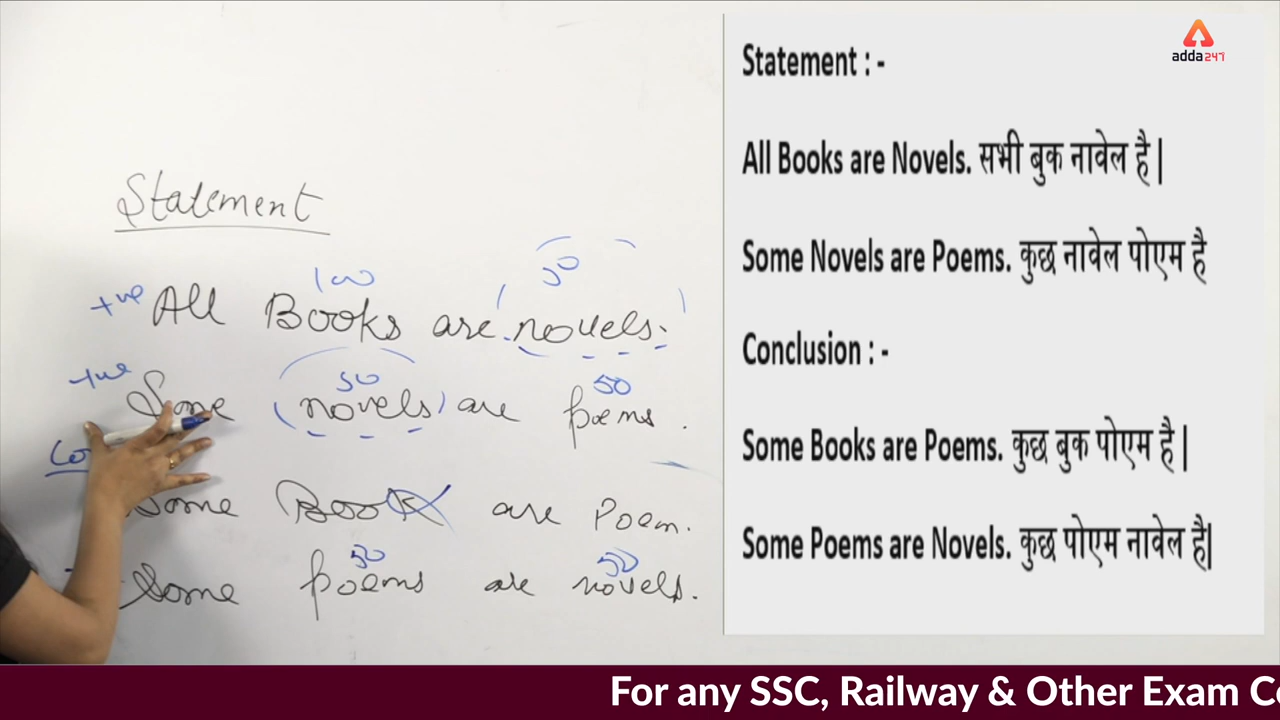 Statement
100
50
+ve All Books are novels.
50
50
+ve Some novels are poems.
Some Book are Poem.
50
50
Some poems are novels.
adda247
Statement : -
All Books are Novels. सभी बुक नावेल है |
Some Novels are Poems. कुछ नावेल पोएम है
Conclusion : -
Some Books are Poems. कुछ बुक पोएम है |
Some Poems are Novels. कुछ पोएम नावेल है|
For any SSC, Railway & Other Exam